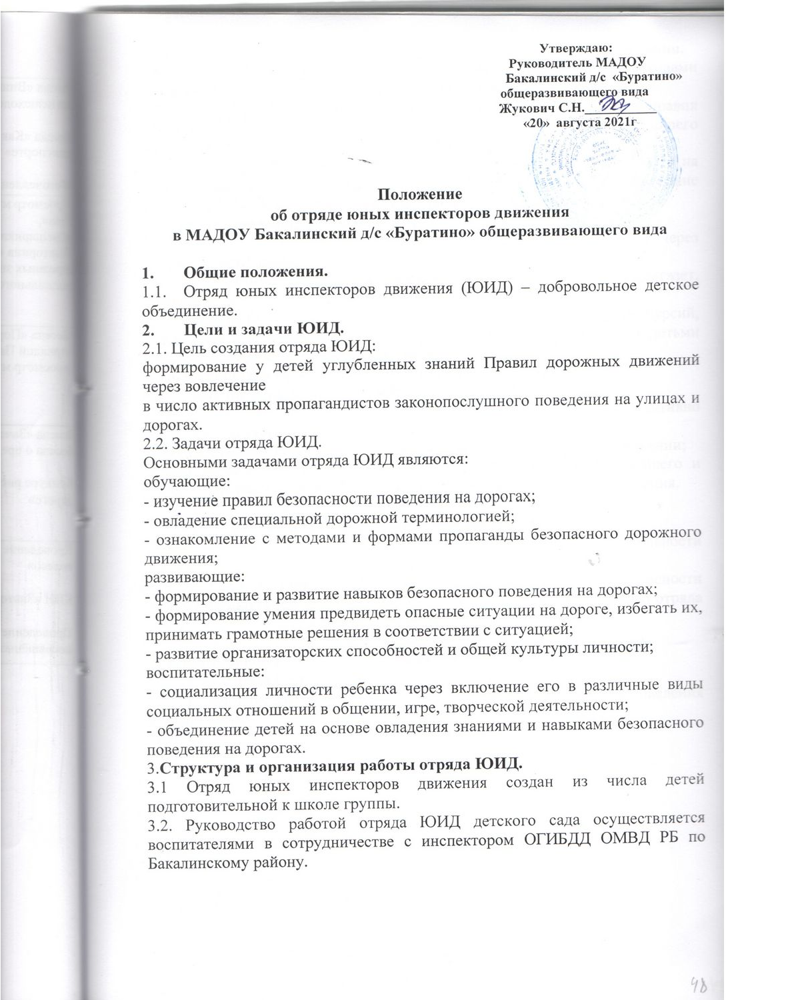 Утверждаю:
Руководитель МАДОУ
Бакалинский д/с «Буратино»
общеразвивающего вида
Жукович С.Н.
«20» августа 2021г
Положение
об отряде юных инспекторов движения
в МАДОУ Бакалинский д/с «Буратино» общеразвивающего вида
1. Общие положения.
1.1. Отряд юных инспекторов движения (ЮИД) – добровольное детское
объединение.
2. Цели и задачи ЮИД.
2.1. Цель создания отряда ЮИД:
формирование у детей углубленных знаний Правил дорожных движений
через вовлечение
в число активных пропагандистов законопослушного поведения на улицах и
дорогах.
2.2. Задачи отряда ЮИД.
Основными задачами отряда ЮИД являются:
обучающие:
- изучение правил безопасности поведения на дорогах;
- овладение специальной дорожной терминологией;
- ознакомление с методами и формами пропаганды безопасного дорожного
движения;
развивающие:
- формирование и развитие навыков безопасного поведения на дорогах;
- формирование умения предвидеть опасные ситуации на дороге, избегать их,
принимать грамотные решения в соответствии с ситуацией;
- развитие организаторских способностей и общей культуры личности;
воспитательные:
- социализация личности ребенка через включение его в различные виды
социальных отношений в общении, игре, творческой деятельности;
- объединение детей на основе овладения знаниями и навыками безопасного
поведения на дорогах.
3.Структура и организация работы отряда ЮИД.
3.1 Отряд юных инспекторов движения создан из числа детей
подготовительной к школе группы.
3.2. Руководство работой отряда ЮИД детского сада осуществляется
воспитателями в сотрудничестве с инспектором ОГИБДД ОМВД РБ по
Бакалинскому району.
48